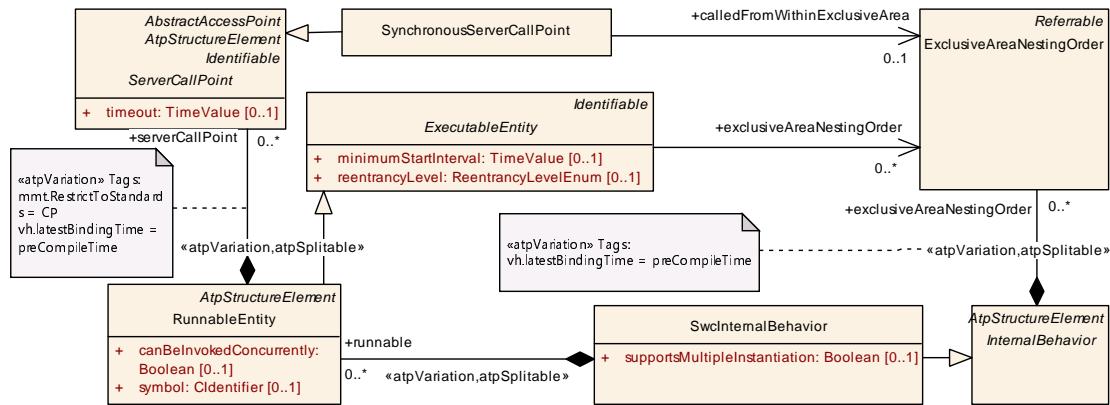 AbstractAccessPoint
AtpStructureElement
Identifiable
ServerCallPoint
+ timeout: TimeValue [0..1]
SynchronousServerCallPoint
+calledFromWithinExclusiveArea
0..1
Referrable
ExclusiveAreaNestingOrder
Identifiable
ExecutableEntity
+ minimumStartInterval: TimeValue [0..1]
+ reentrancyLevel: ReentrancyLevelEnum [0..1]
+exclusiveAreaNestingOrder
0..*
+serverCallPoint
0..*
«atpVariation» Tags:
mmt.RestrictToStandard
s = CP
vh.latestBindingTime =
preCompileTime
«atpVariation,atpSplitable»
«atpVariation» Tags:
vh.latestBindingTime = preCompileTime
+exclusiveAreaNestingOrder
0..*
«atpVariation,atpSplitable»
AtpStructureElement
RunnableEntity
+ canBeInvokedConcurrently:
Boolean [0..1]
+ symbol: CIdentifier [0..1]
+runnable
0..*
«atpVariation,atpSplitable»
SwcInternalBehavior
+ supportsMultipleInstantiation: Boolean [0..1]
AtpStructureElement
InternalBehavior